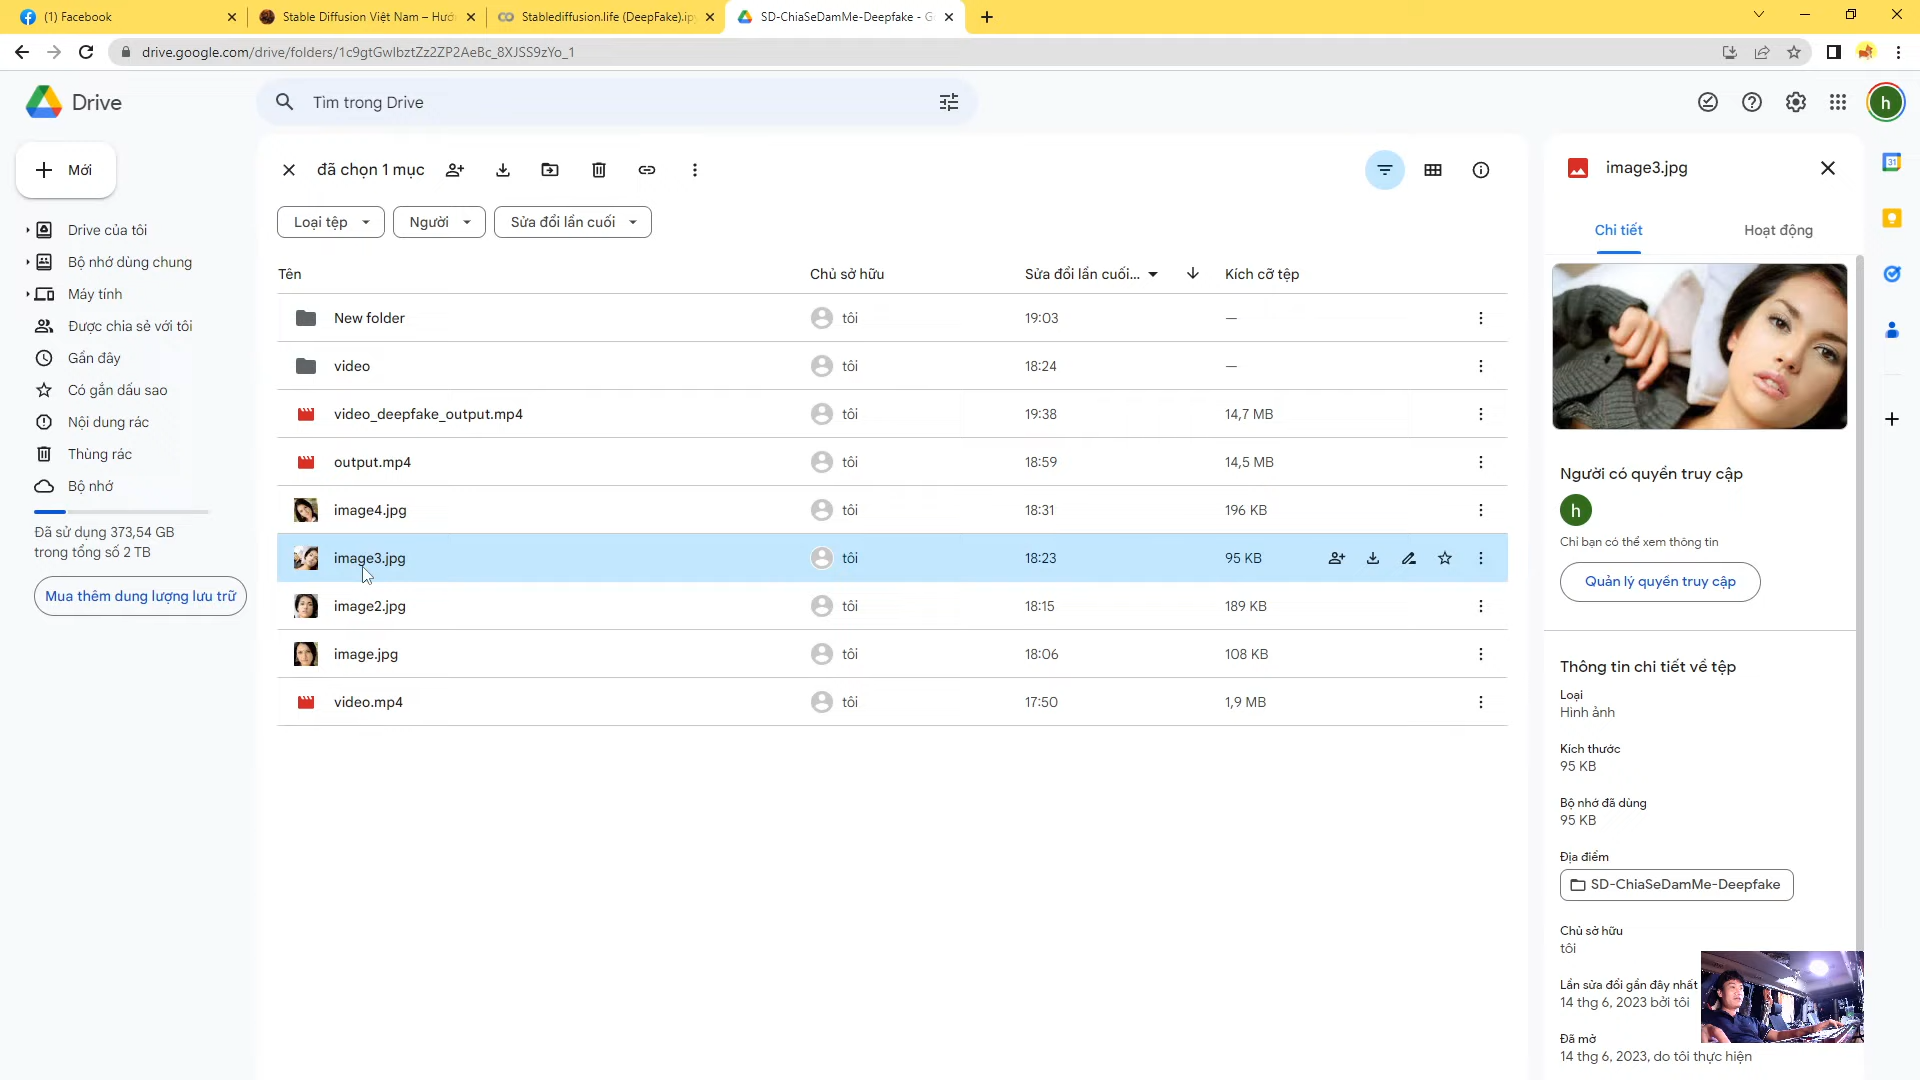 (1) Facebook
Stable Diffusion Việt Nam – Hướ
Stablediffusion.life (DeepFake).ip
SD-ChiaSeDamMe-Deepfake - G
drive.google.com/drive/folders/1c9gtGwIbztZz2ZP2AeBc_8XJSS9zYo_1
Drive
Tìm trong Drive
h
Mới
đã chọn 1 mục
image3.jpg
31
Loại tệp
Người
Sửa đổi lần cuối
Chi tiết
Hoạt động
Drive của tôi
Bộ nhớ dùng chung
Máy tính
Được chia sẻ với tôi
Gần đây
Có gắn dấu sao
Nội dung rác
Thùng rác
Bộ nhớ
Đã sử dụng 373,54 GB
trong tổng số 2 TB
Mua thêm dung lượng lưu trữ
Tên Chủ sở hữu Sửa đổi lần cuối... Kích cỡ tệp
New folder tôi 19:03 —
video tôi 18:24 —
video_deepfake_output.mp4 tôi 19:38 14,7 MB
output.mp4 tôi 18:59 14,5 MB
image4.jpg tôi 18:31 196 KB
image3.jpg tôi 18:23 95 KB
image2.jpg tôi 18:15 189 KB
image.jpg tôi 18:06 108 KB
video.mp4 tôi 17:50 1,9 MB
Người có quyền truy cập
h
Chỉ bạn có thể xem thông tin
Quản lý quyền truy cập
Thông tin chi tiết về tệp
Loại
Hình ảnh
Kích thước
95 KB
Bộ nhớ đã dùng
95 KB
Địa điểm
SD-ChiaSeDamMe-Deepfake
Chủ sở hữu
tôi
Lần sửa đổi gần đây nhất
14 thg 6, 2023 bởi tôi
Đã mở
14 thg 6, 2023, do tôi thực hiện